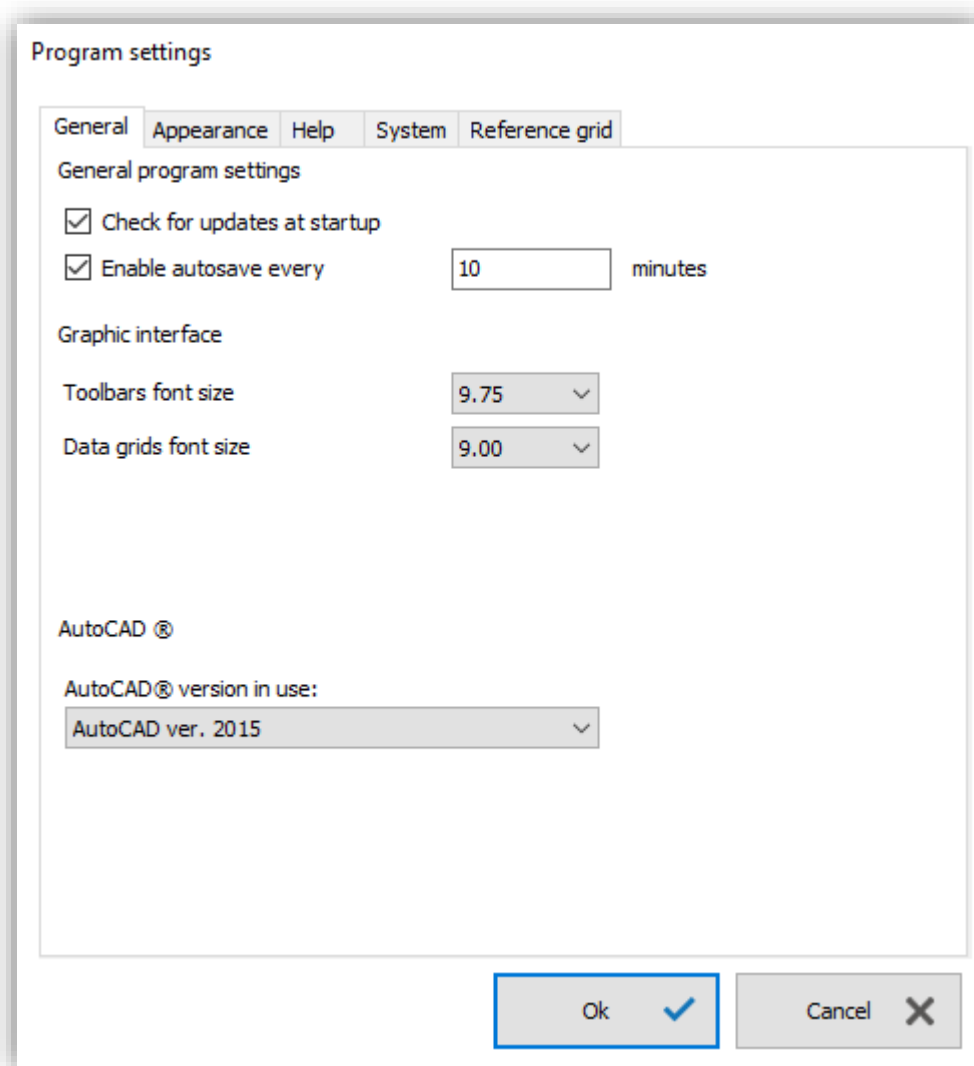 Program settings
General Appearance Help System Reference grid
General program settings
Check for updates at startup
Enable autosave every 10 minutes
Graphic interface
Toolbars font size 9.75
Data grids font size 9.00
AutoCAD ®
AutoCAD® version in use:
AutoCAD ver. 2015
Ok Cancel